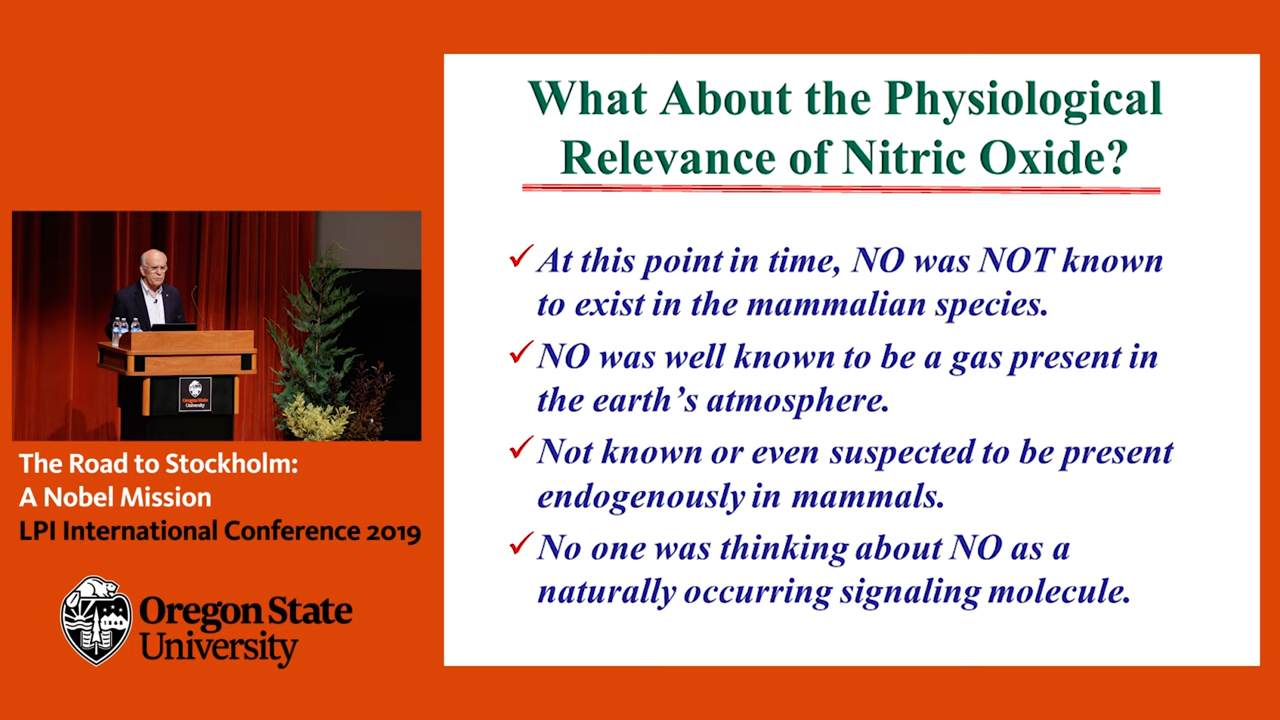 What About the Physiological
Relevance of Nitric Oxide?
✓ At this point in time, NO was NOT known
to exist in the mammalian species.
✓ NO was well known to be a gas present in
the earth’s atmosphere.
✓ Not known or even suspected to be present
endogenously in mammals.
✓ No one was thinking about NO as a
naturally occurring signaling molecule.
Oregon State
University
The Road to Stockholm:
A Nobel Mission
LPI International Conference 2019
Oregon State
University